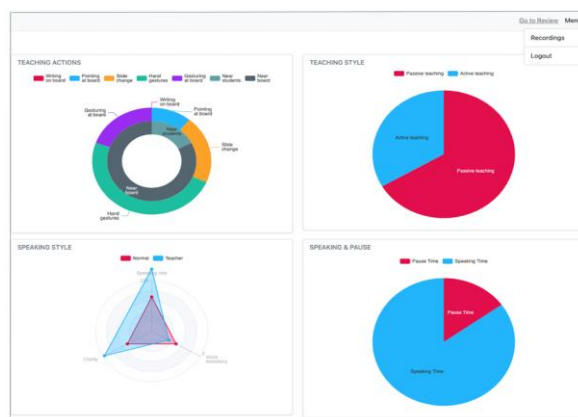 Go to Review Men
Recordings
Logout
TEACHING ACTIONS
Writing on board
Pointing at board
Slide change
Hand gestures
Gesturing at board
Near students
Near board
Writing on board
Gesturing at board
Pointing at board
Near students
Slide change
Near board
Hand gestures
TEACHING STYLE
Passive teaching
Active teaching
Active teaching
Passive teaching
SPEAKING STYLE
Normal
Teacher
Speaking rate
Clarity
SPEAKING & PAUSE
Pause Time
Speaking Time
Pause Time
Speaking Time